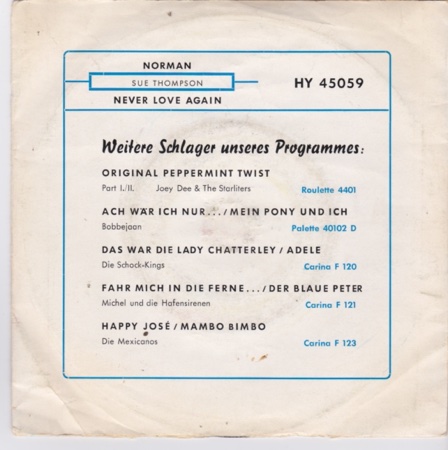 NORMAN
SUE THOMPSON
NEVER LOVE AGAIN
HY 45059
Weitere Schlager unseres Programmes:
ORIGINAL PEPPERMINT TWIST
Part I./II. Joey Dee & The Starliters Roulette 4401
ACH WÄR ICH NUR.../MEIN PONY UND ICH
Bobbejaan Palette 40102 D
DAS WAR DIE LADY CHATTERLEY/ADELE
Die Schock-Kings Carina F 120
FAHR MICH IN DIE FERNE.../DER BLAUE PETER
Michel und die Hafensirenen Carina F 121
HAPPY JOSÉ/MAMBO BIMBO
Die Mexicanos Carina F 123